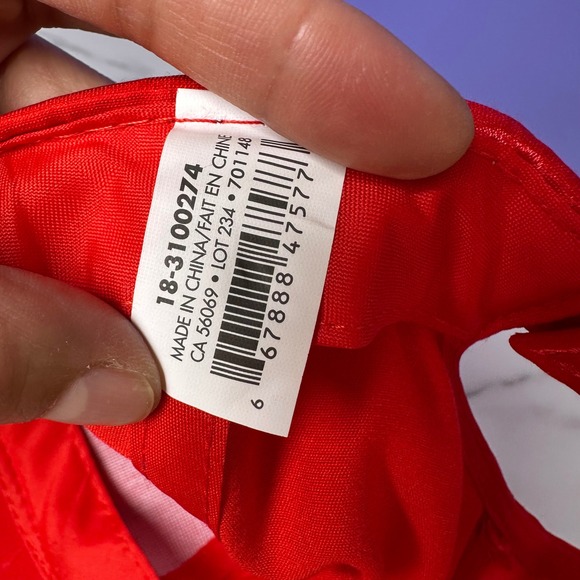 18-3100274
MADE IN CHINA/FAIT EN CHINE
CA 56069 • LOT 234 • 701148
6 67888 47577